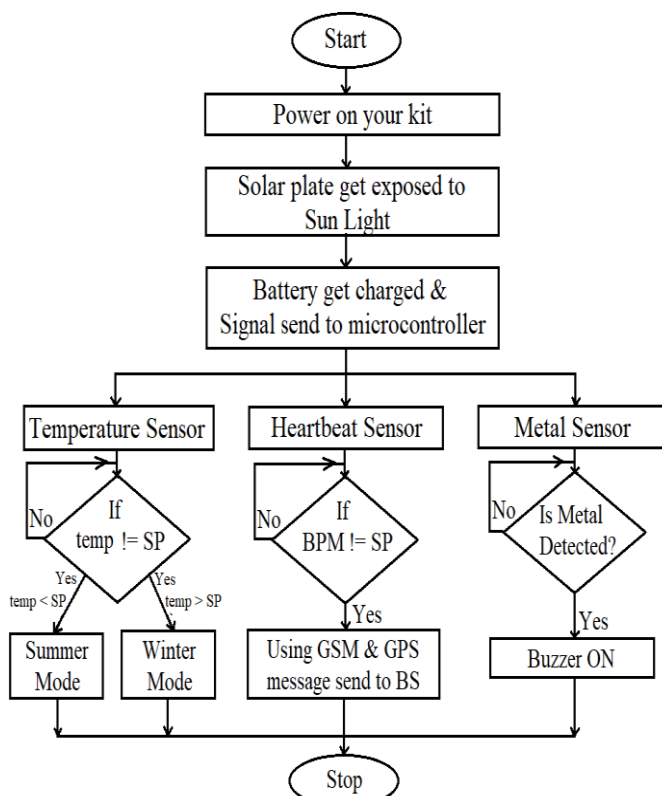 Start
Power on your kit
Solar plate get exposed to
Sun Light
Battery get charged &
Signal send to microcontroller
Temperature Sensor
Heartbeat Sensor
Metal Sensor
If
temp != SP
No
Yes
temp < SP
Yes
temp > SP
Summer
Mode
Winter
Mode
If
BPM != SP
No
Yes
Using GSM & GPS
message send to BS
Is Metal
Detected?
No
Yes
Buzzer ON
Stop